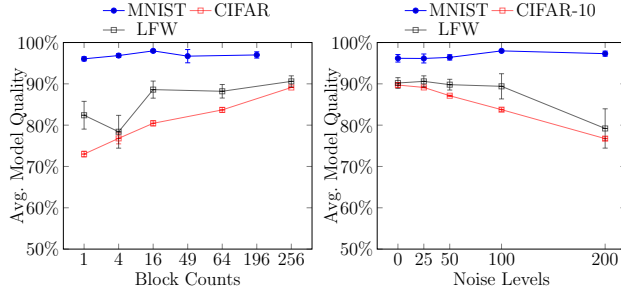 MNIST CIFAR
LFW
100%
90%
80%
70%
60%
50%
Avg. Model Quality
1 4 16 49 64 196 256
Block Counts
MNIST CIFAR-10
LFW
100%
90%
80%
70%
60%
50%
Avg. Model Quality
0 25 50 100 200
Noise Levels